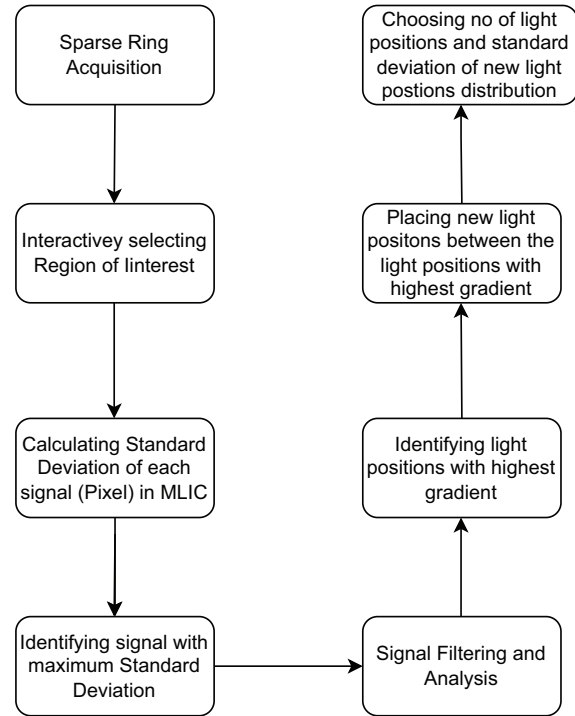 Sparse Ring
Acquisition
Interactivey selecting
Region of Iinterest
Calculating Standard
Deviation of each
signal (Pixel) in MLIC
Identifying signal with
maximum Standard
Deviation
Signal Filtering and
Analysis
Identifying light
positions with highest
gradient
Placing new light
positons between the
light positions with
highest gradient
Choosing no of light
positions and standard
deviation of new light
postions distribution